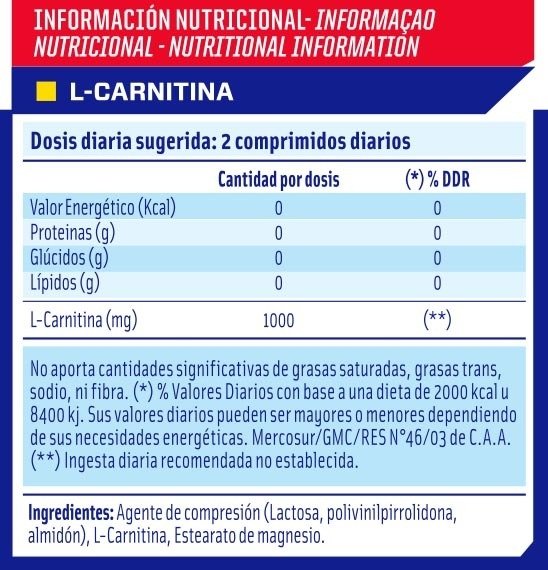 INFORMACIÓN NUTRICIONAL- INFORMAÇAO
NUTRICIONAL - NUTRITIONAL INFORMATIÓN
L-CARNITINA
Dosis diaria sugerida: 2 comprimidos diarios
Cantidad por dosis (*) % DDR
Valor Energético (Kcal) 0 0
Proteinas (g) 0 0
Glúcidos (g) 0 0
Lípidos (g) 0 0
L-Carnitina (mg) 1000 (**)
No aporta cantidades significativas de grasas saturadas, grasas trans,
sodio, ni fibra. (*) % Valores Diarios con base a una dieta de 2000 kcal u
8400 kj. Sus valores diarios pueden ser mayores o menores dependiendo
de sus necesidades energéticas. Mercosur/GMC/RES N°46/03 de C.A.A.
(**) Ingesta diaria recomendada no establecida.
Ingredientes: Agente de compresión (Lactosa, polivinilpirrolidona,
almidón), L-Carnitina, Estearato de magnesio.